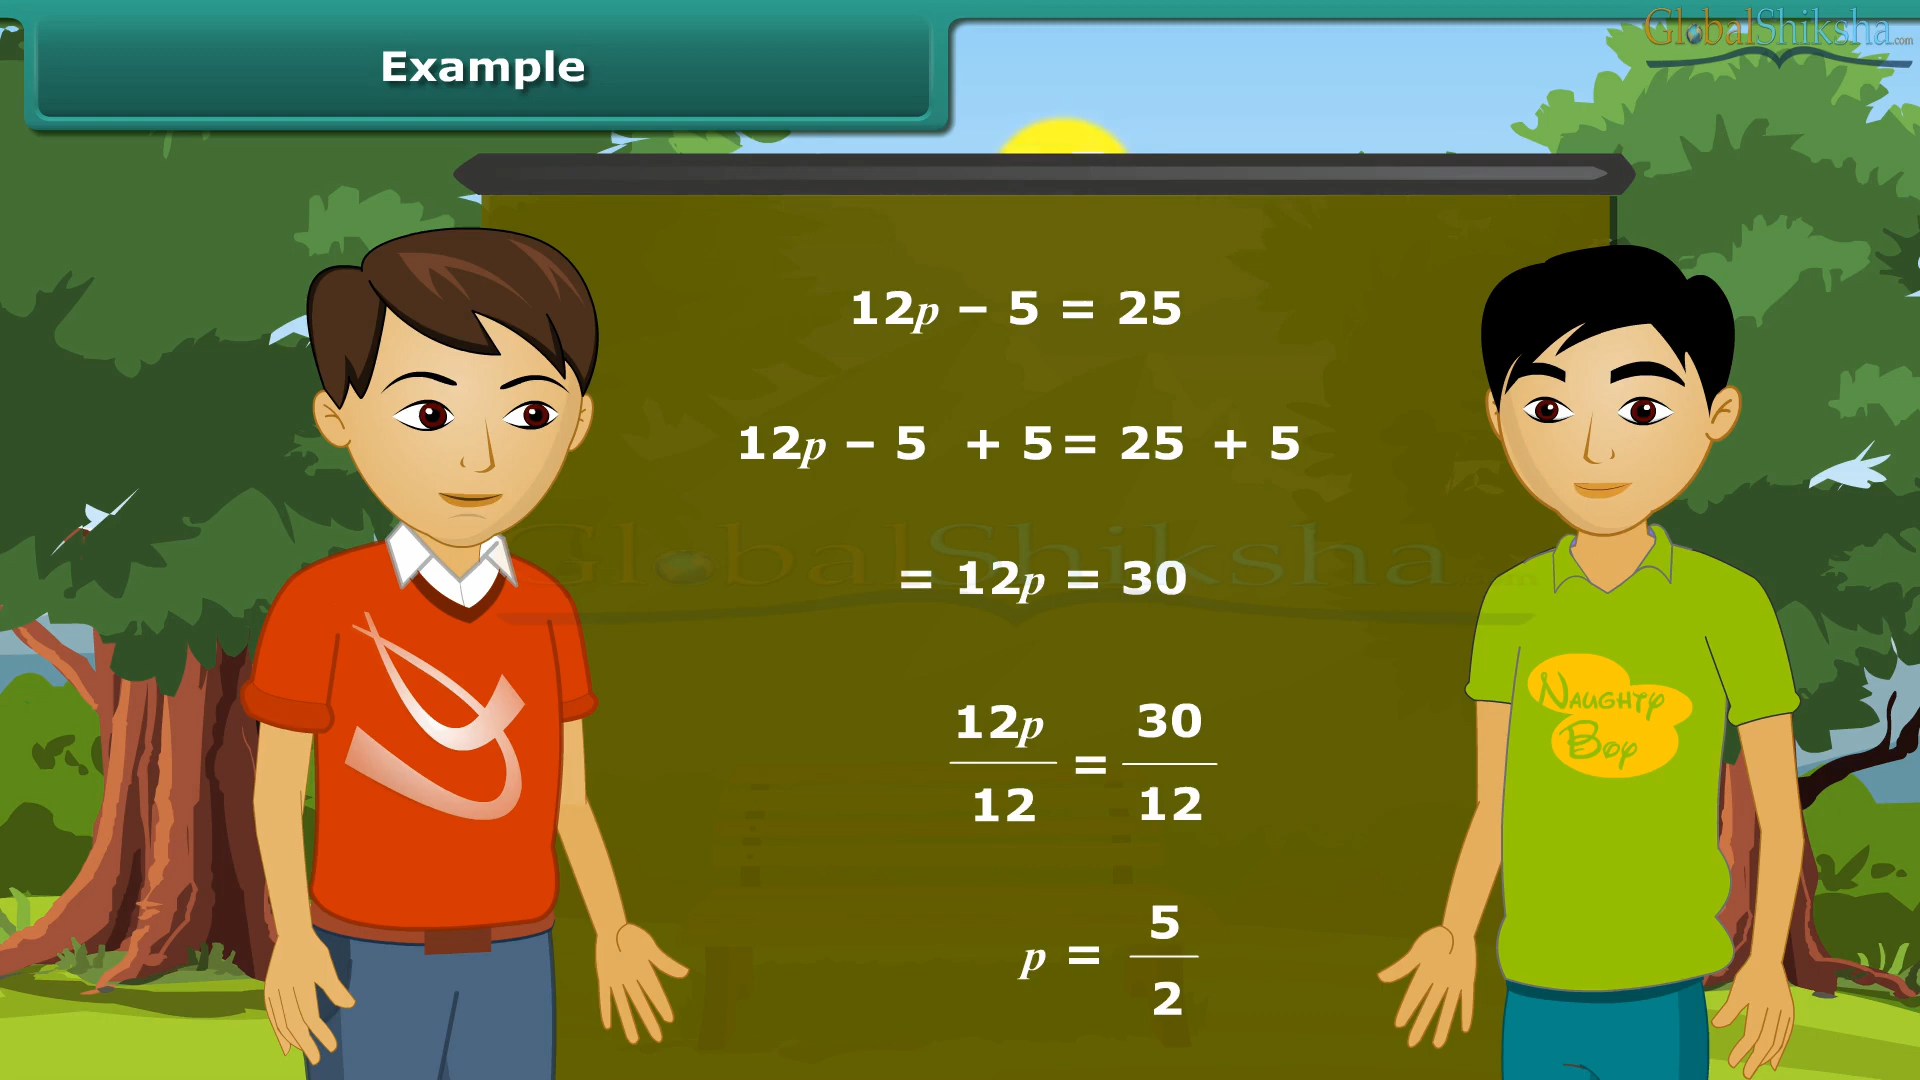 Example
GlobalShiksha.com
12p − 5 = 25
12p − 5 + 5 = 25 + 5
GlobalShiksha
= 12p = 30
12p / 12 = 30 / 12
p = 5 / 2
Naughty
Boy